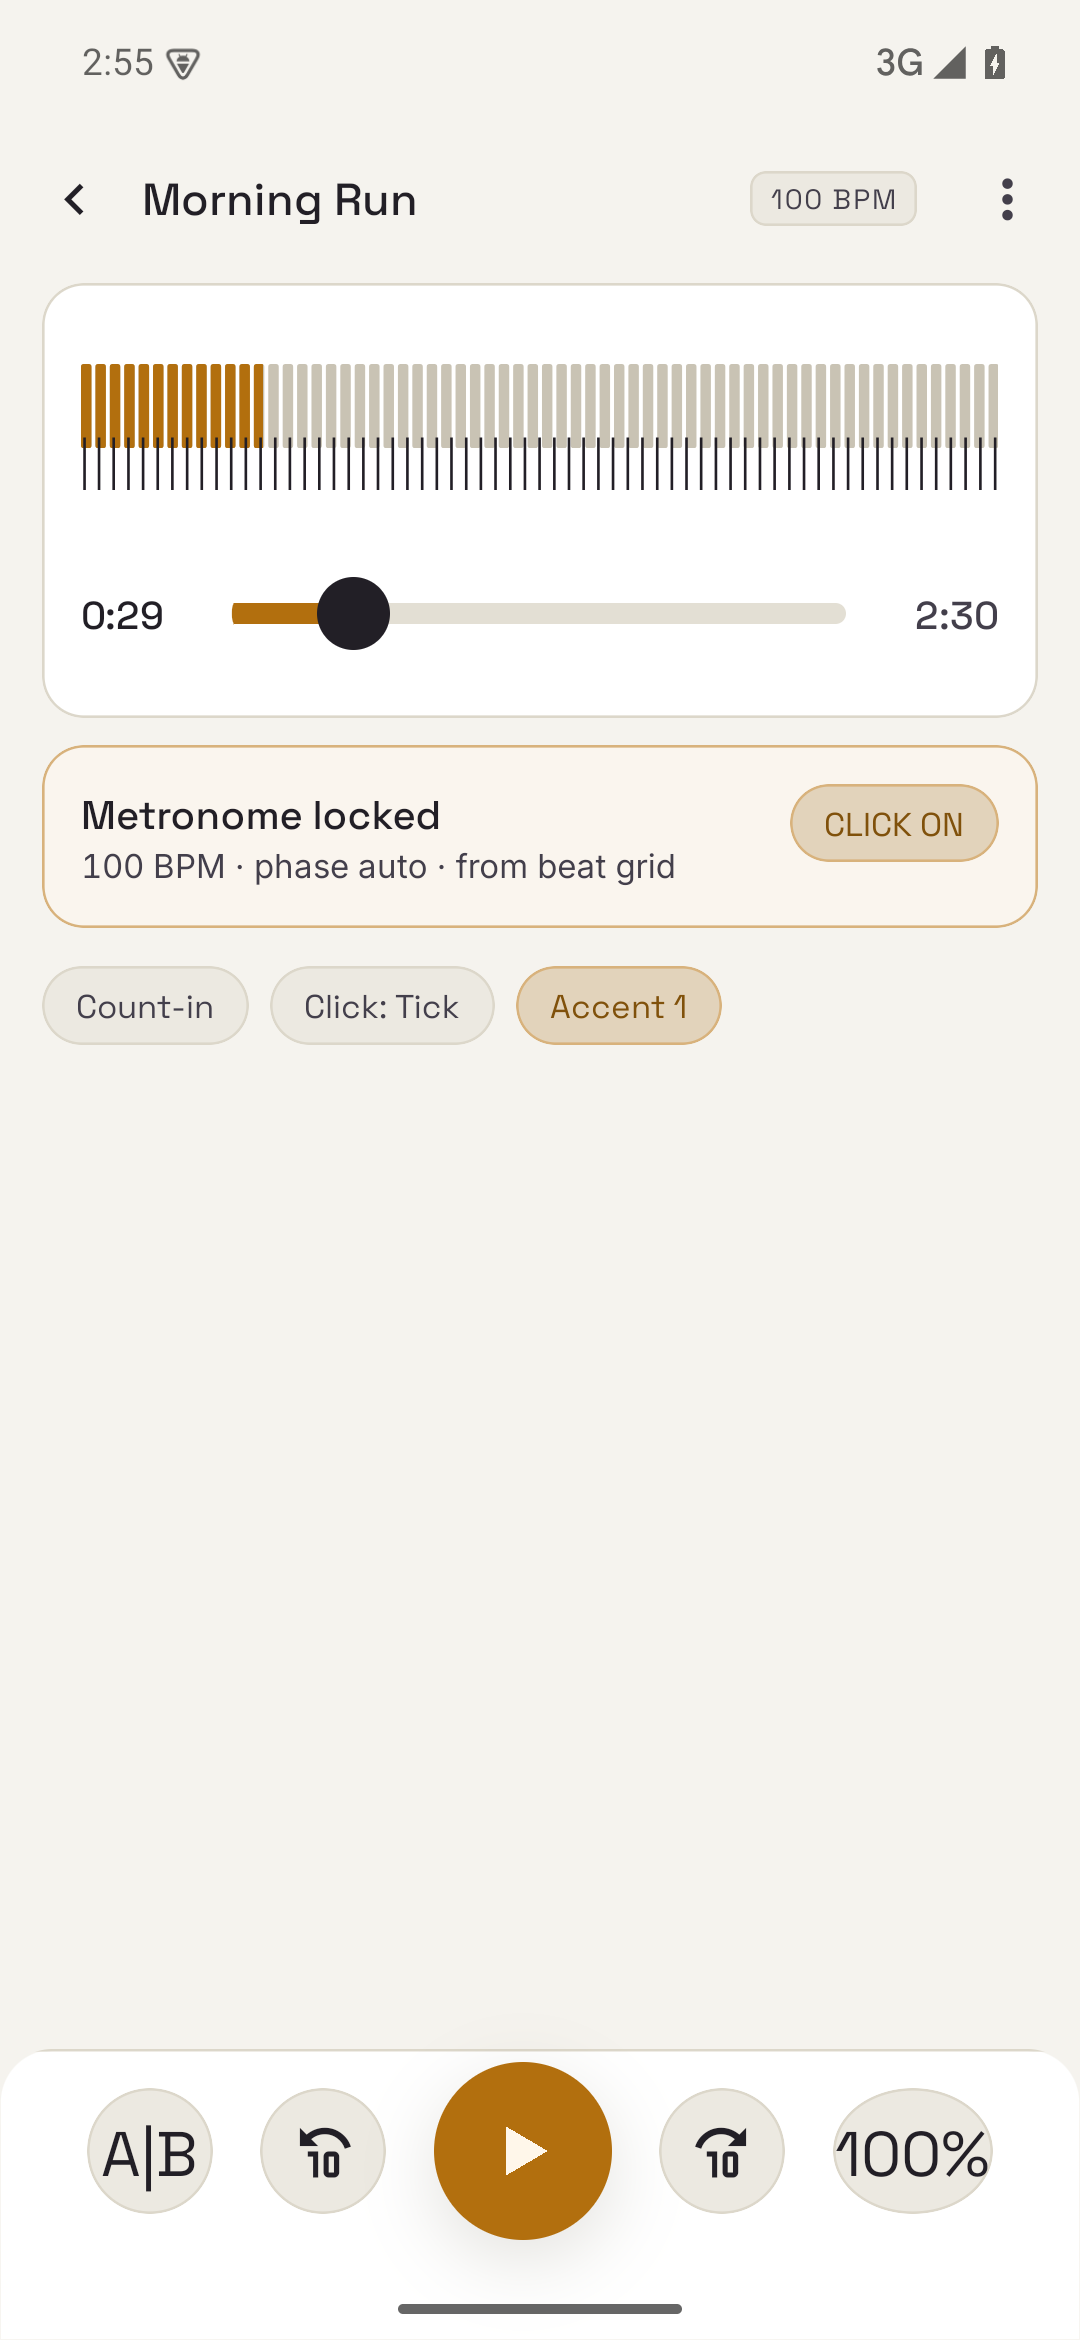 2:55
3G
Morning Run
100 BPM
0:29
2:30
Metronome locked
100 BPM · phase auto · from beat grid
CLICK ON
Count-in
Click: Tick
Accent 1
A|B
10
10
100%